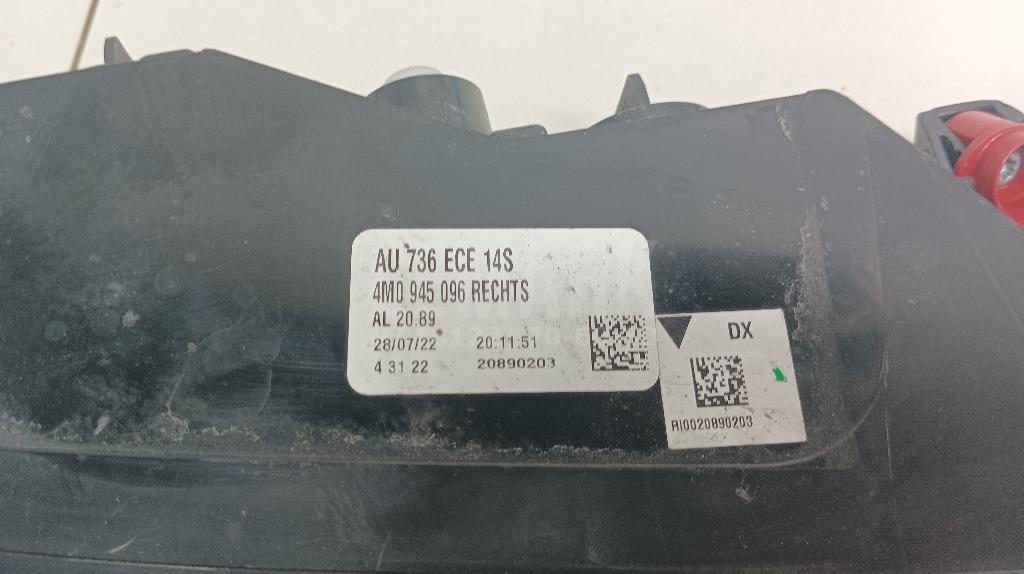 AU 736 ECE 14S
4M0 945 096 RECHTS
AL 20.89
28/07/22 20:11:51
4 31 22 20890203
DX
RI0020890203